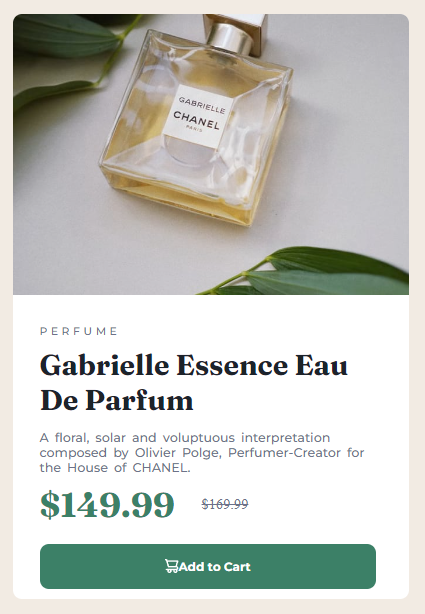 GABRIELLE
CHANEL
PARIS
PERFUME
Gabrielle Essence Eau
De Parfum
A floral, solar and voluptuous interpretation
composed by Olivier Polge, Perfumer-Creator for
the House of CHANEL.
$149.99 $169.99
Add to Cart